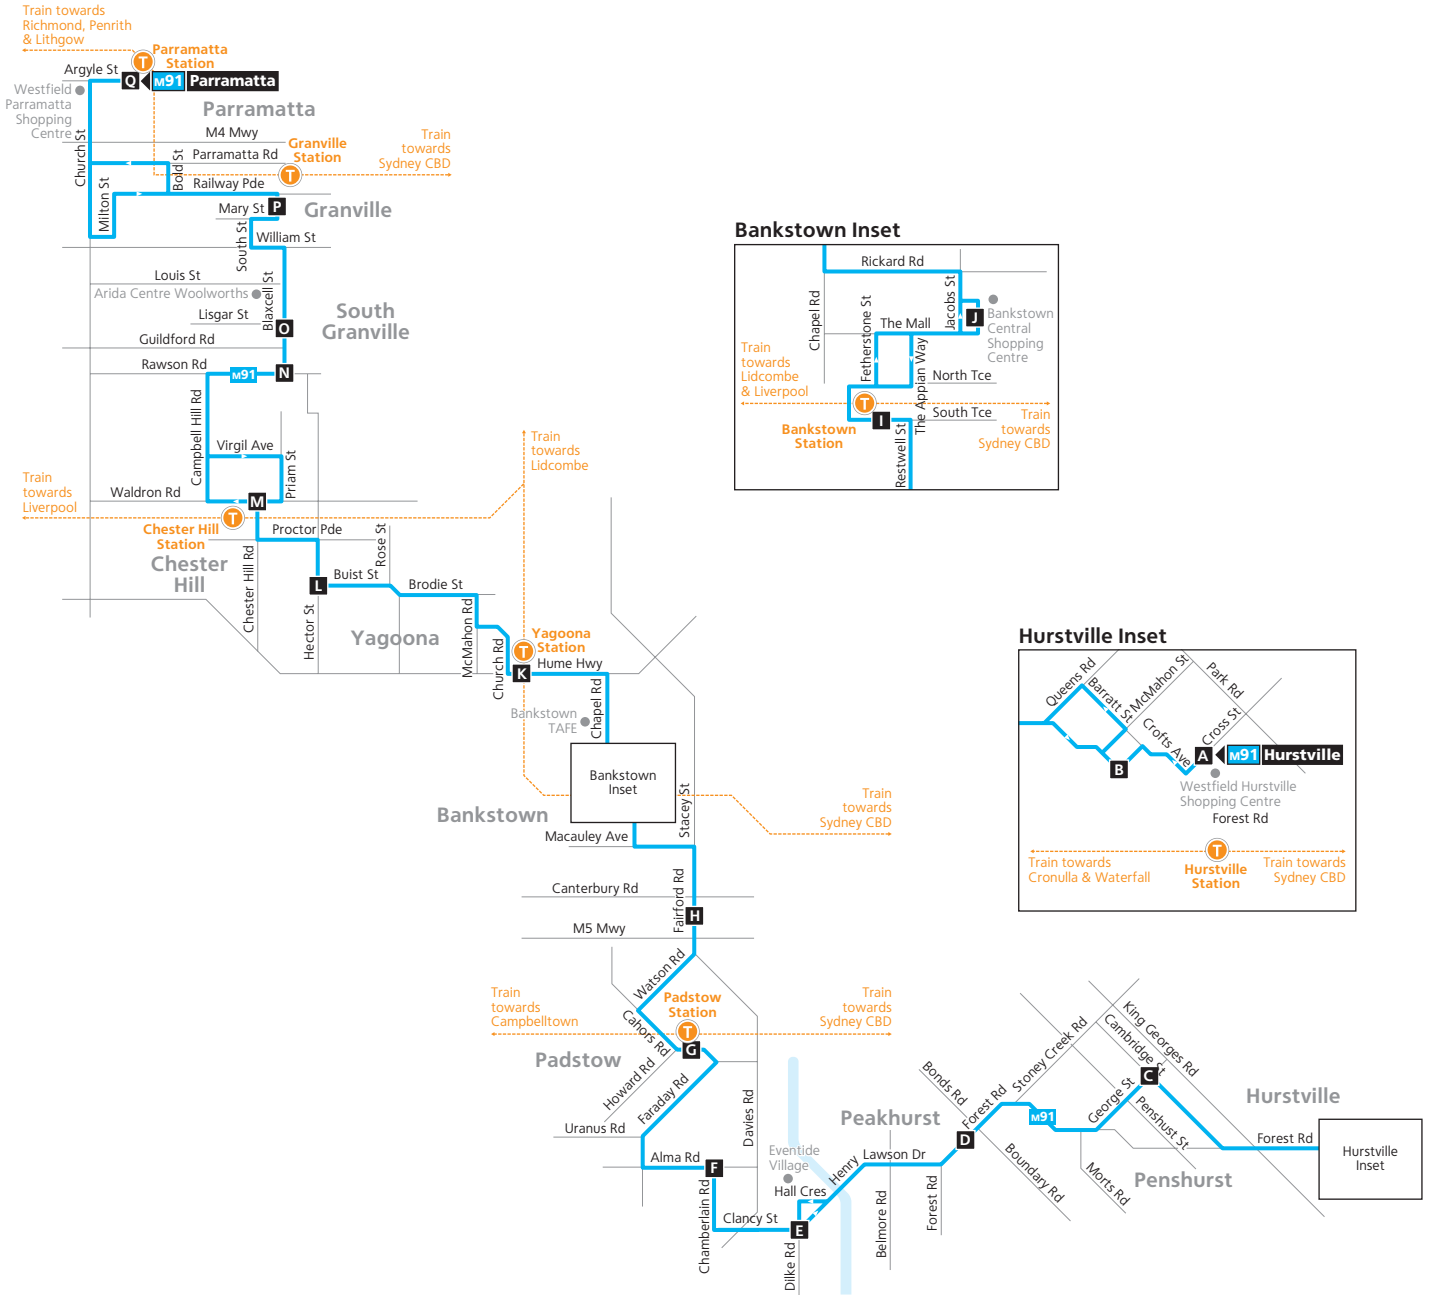 Train towards
Richmond, Penrith
& Lithgow
T
Parramatta
Station
Argyle St
Q
M91
Parramatta
Westfield
Parramatta
Shopping
Centre
Parramatta
Church St
M4 Mwy
Granville
Station
Train
towards
Sydney CBD
Parramatta Rd
T
Bold St
Railway Pde
Milton St
Mary St
P
Granville
South St
William St
Louis St
Arida Centre Woolworths
Blaxcell St
Lisgar St
O
South
Granville
Guildford Rd
Rawson Rd
M91
N
Campbell Hill Rd
Virgil Ave
Priam St
Train
towards
Liverpool
Waldron Rd
M
T
Chester Hill
Station
Chester
Hill
Proctor Pde
Chester Hill Rd
Rose St
L
Buist St
Brodie St
Hector St
Yagoona
McMahon Rd
Church Rd
Train
towards
Lidcombe
T
Yagoona
Station
K
Hume Hwy
Chapel Rd
Bankstown
TAFE
Bankstown
Inset
Bankstown
Stacey St
Train
towards
Sydney CBD
Macauley Ave
Canterbury Rd
Fairford Rd
H
M5 Mwy
Watson Rd
Train
towards
Campbelltown
Padstow
Station
T
Train
towards
Sydney CBD
Cahors Rd
G
Padstow
Howard Rd
Faraday Rd
Davies Rd
Uranus Rd
Alma Rd
F
Chamberlain Rd
Clancy St
Eventide
Village
Hall Cres
E
Dilke Rd
Henry
Lawson Dr
Peakhurst
Belmore Rd
Forest Rd
Bonds Rd
D
Forest Rd
Boundary Rd
Stoney Creek Rd
M91
George St
Morts Rd
Penshust St
Penshurst
C
Cambridge St
King Georges Rd
Hurstville
Forest Rd
Hurstville
Inset
Bankstown Inset
Rickard Rd
Chapel Rd
Fetherstone St
The Mall
Jacobs St
J
Bankstown
Central
Shopping
Centre
The Appian Way
North Tce
Train
towards
Lidcombe
& Liverpool
T
Bankstown
Station
I
South Tce
Restwell St
Train
towards
Sydney CBD
Hurstville Inset
Queens Rd
Barratt St
McMahon St
Park Rd
Crofts Ave
Cross St
A
M91
Hurstville
B
Westfield Hurstville
Shopping Centre
Forest Rd
T
Train towards
Cronulla & Waterfall
Hurstville
Station
Train towards
Sydney CBD